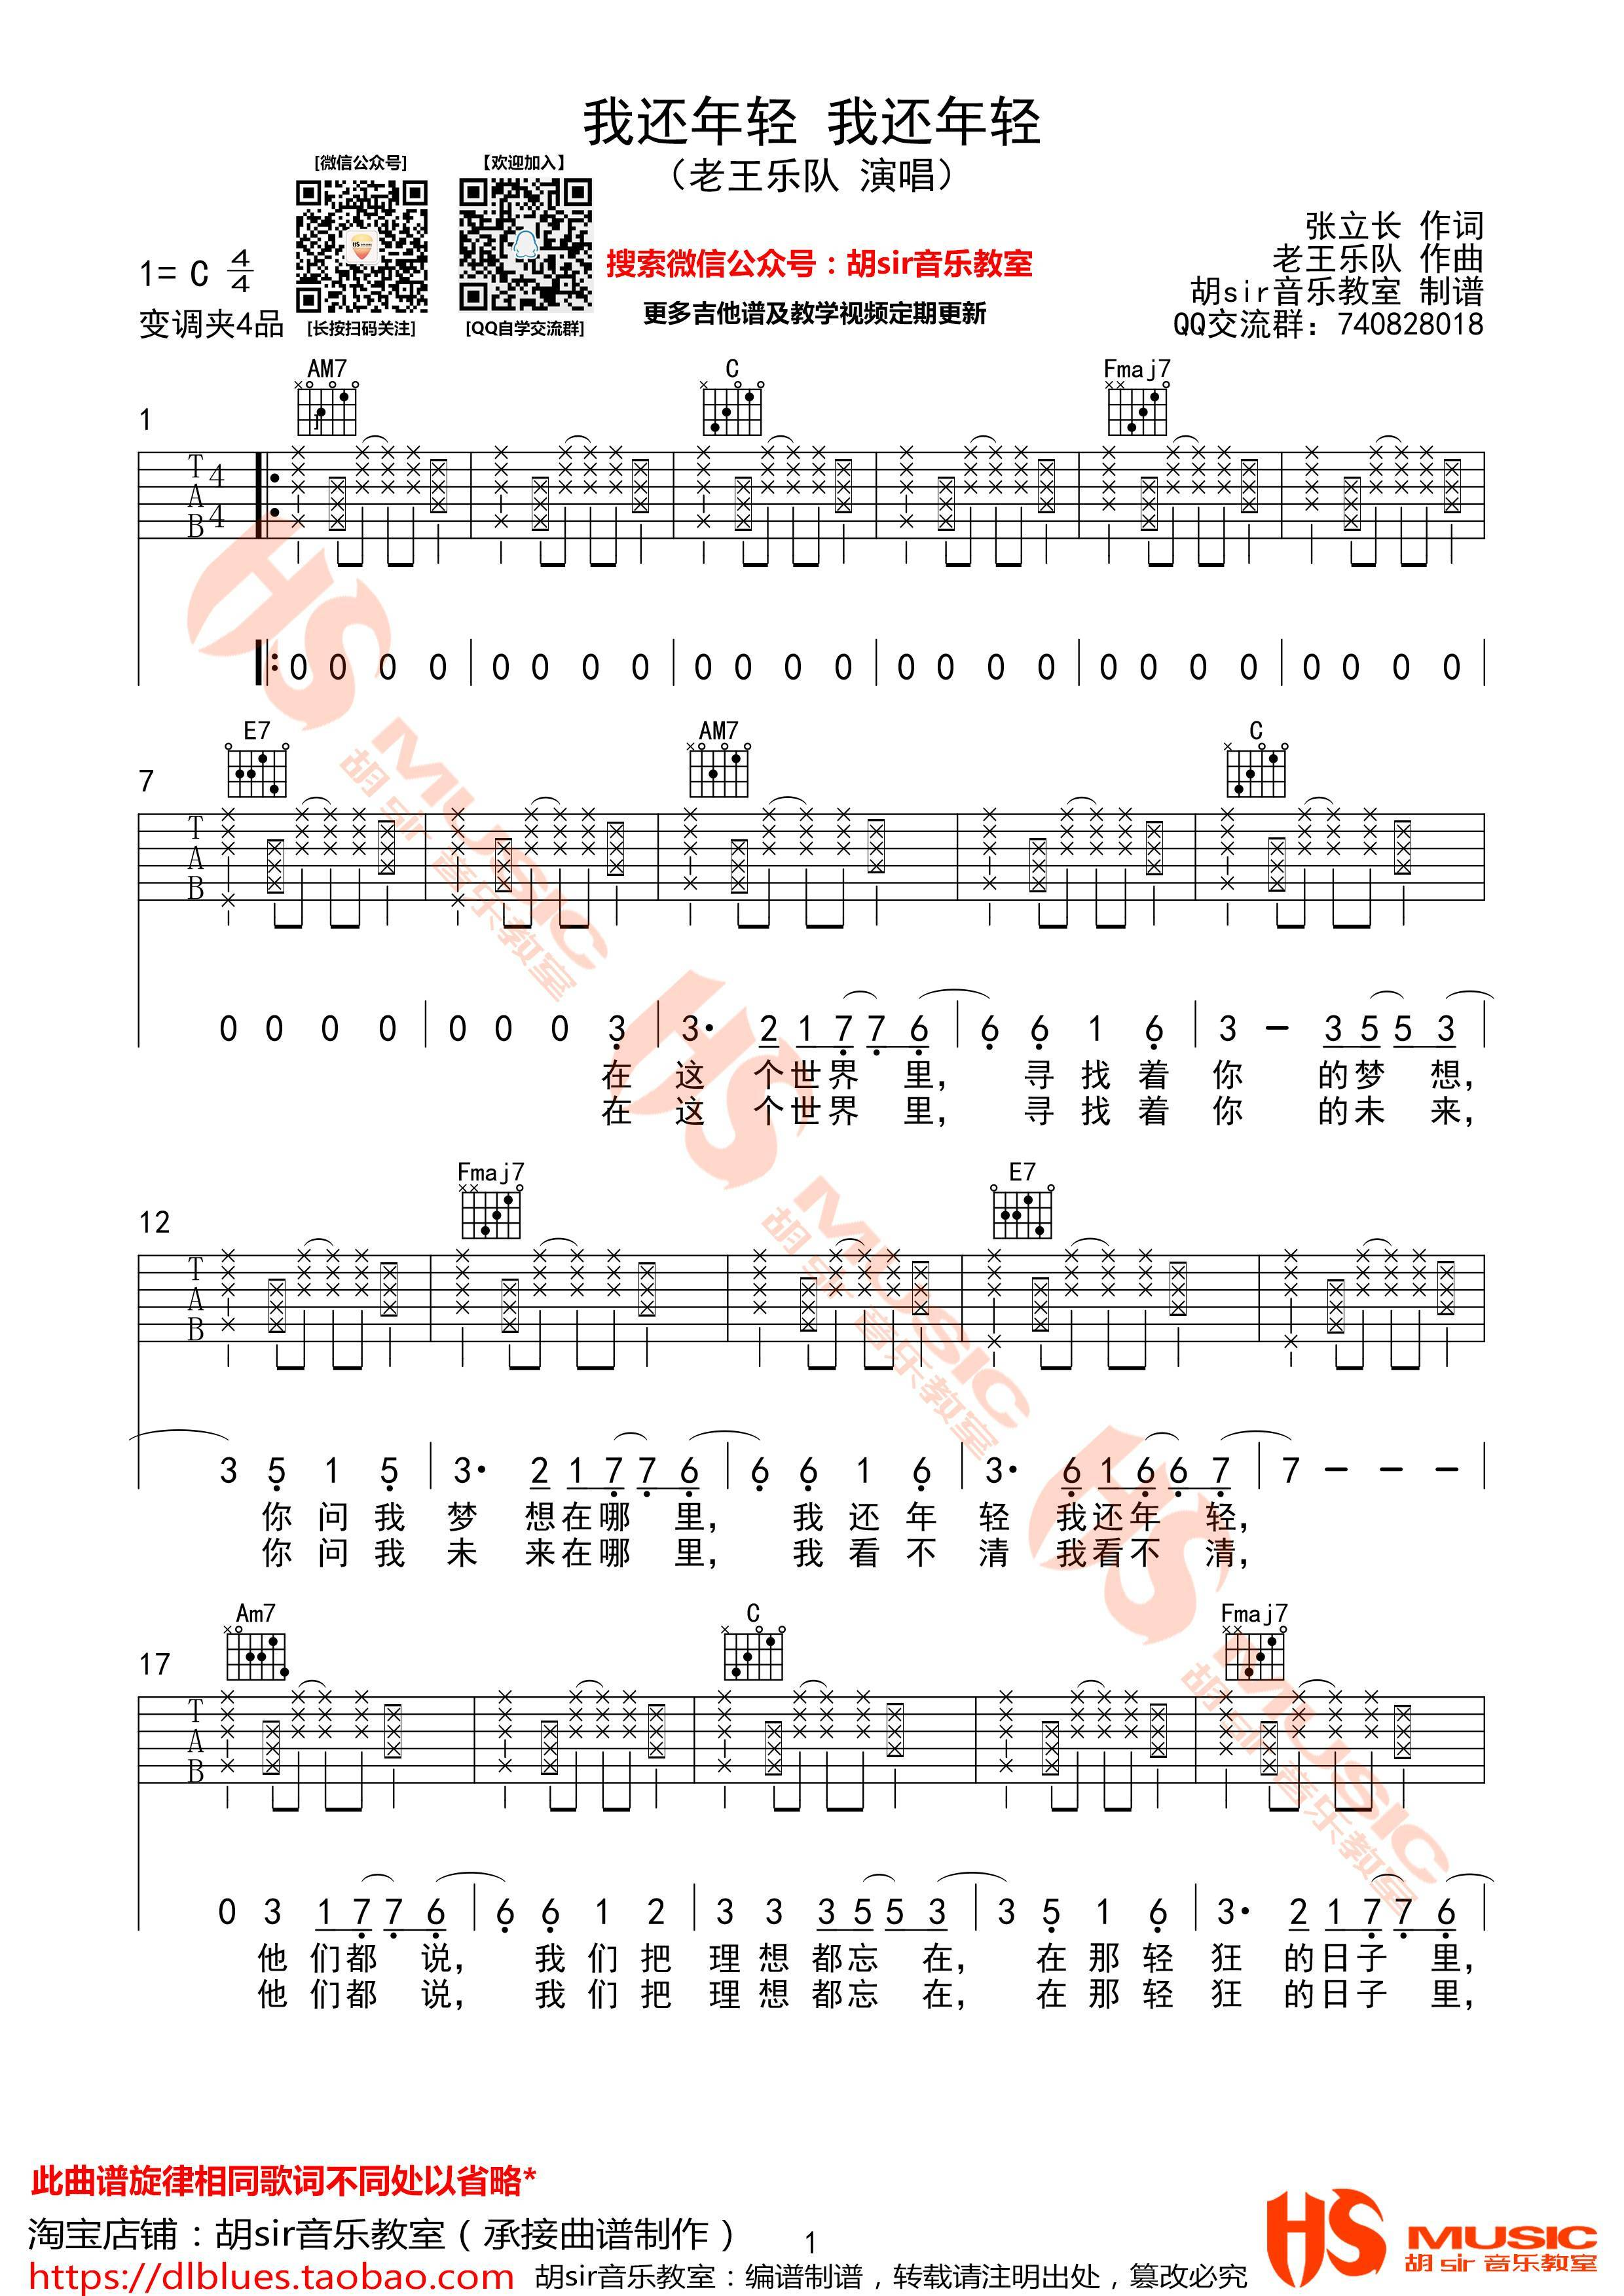 我还年轻 我还年轻
（老王乐队 演唱）
[微信公众号]
【欢迎加入】
[长按扫码关注]
[QQ自学交流群]
搜索微信公众号：胡sir音乐教室
更多吉他谱及教学视频定期更新
1= C 4/4
变调夹4品
张立长 作词
老王乐队 作曲
胡sir音乐教室 制谱
QQ交流群：740828018
AM7 C Fmaj7
1
T A B 4/4
0 0 0 0 | 0 0 0 0 | 0 0 0 0 | 0 0 0 0 | 0 0 0 0 | 0 0 0 0
E7 AM7 C
7
T A B
0 0 0 0 | 0 0 0 3 | 3· 2 1 7 7 6 | 6 6 1 6 | 3 — 3 5 5 3
在 这 个世界 里， 寻 找 着 你 的梦 想，
在 这 个世界 里， 寻 找 着 你 的未 来，
Fmaj7 E7
12
T A B
3 5 1 5 | 3· 2 1 7 7 6 | 6 6 1 6 | 3· 6 1 6 6 7 | 7 — — —
你 问 我 梦 想在哪 里， 我 还 年 轻 我还年 轻，
你 问 我 未 来在哪 里， 我 看 不 清 我看不 清，
Am7 C Fmaj7
17
T A B
0 3 1 7 7 6 | 6 6 1 2 | 3 3 3 5 5 3 | 3 5 1 6 | 3· 2 1 7 7 6
他 们都 说， 我 们 把 理 想 都忘 在， 在 那 轻 狂 的日子 里，
他 们都 说， 我 们 把 理 想 都忘 在， 在 那 轻 狂 的日子 里，
此曲谱旋律相同歌词不同处以省略*
淘宝店铺：胡sir音乐教室（承接曲谱制作）
1
https://dlblues.taobao.com
胡sir音乐教室：编谱制谱，转载请注明出处，篡改必究
HS MUSIC
胡 sir 音乐教室